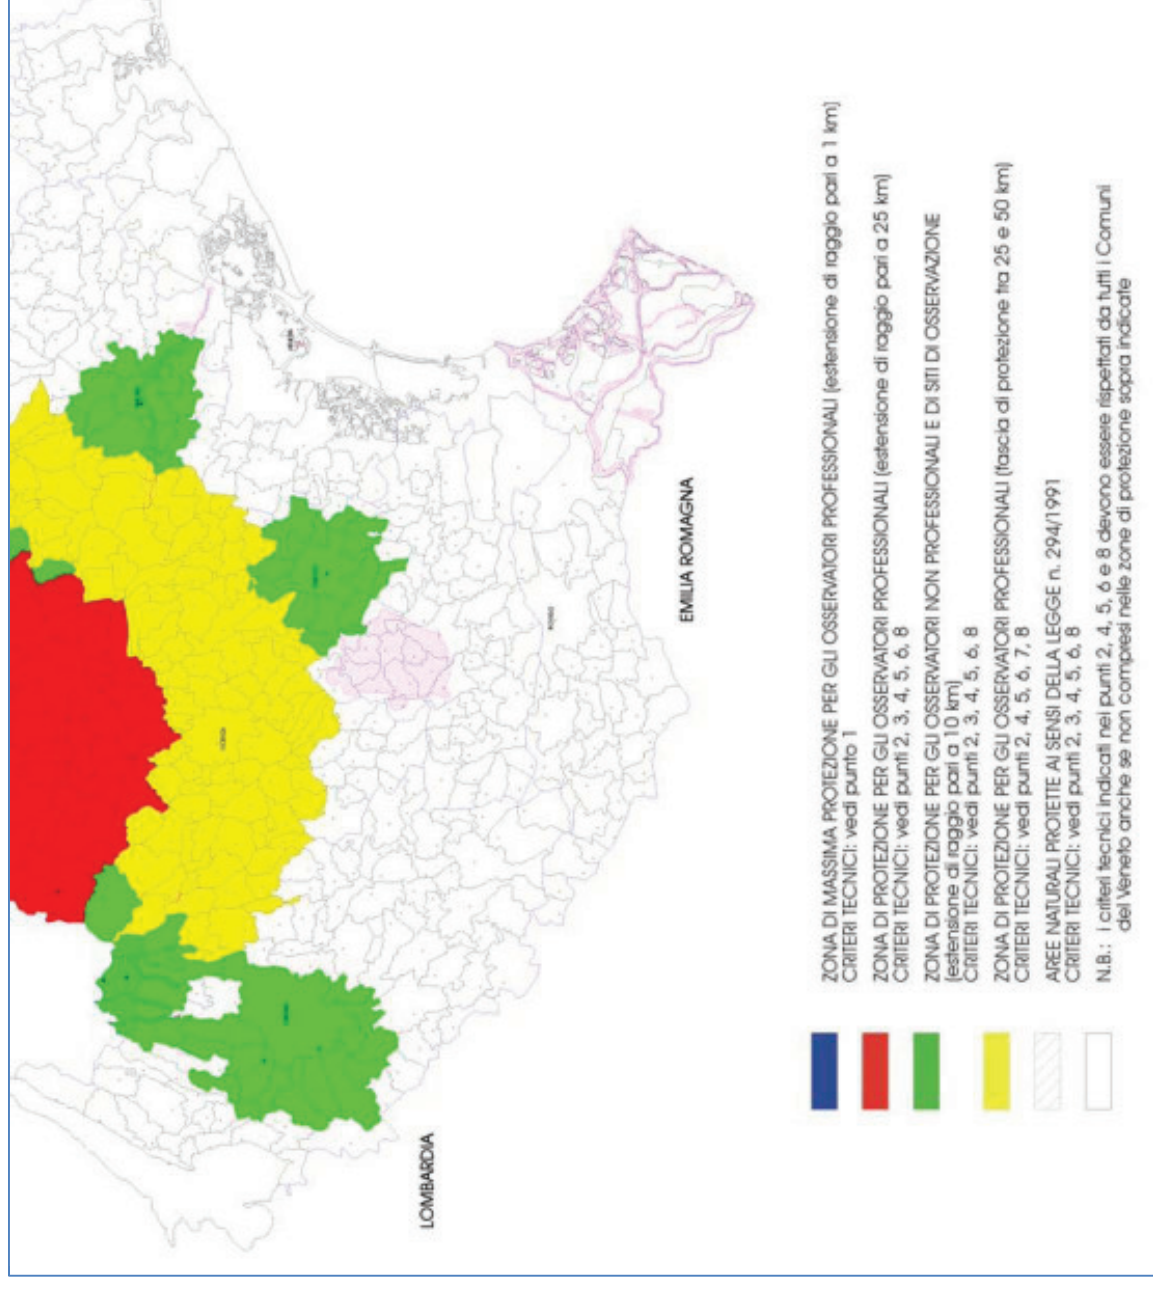 EMILIA ROMAGNA
LOMBARDIA
ZONA DI MASSIMA PROTEZIONE PER GLI OSSERVATORI PROFESSIONALI (estensione di raggio pari a 1 km)
CRITERI TECNICI: vedi punto 1
ZONA DI PROTEZIONE PER GLI OSSERVATORI PROFESSIONALI (estensione di raggio pari a 25 km)
CRITERI TECNICI: vedi punti 2, 3, 4, 5, 6, 8
ZONA DI PROTEZIONE PER GLI OSSERVATORI NON PROFESSIONALI E DI SITI DI OSSERVAZIONE
(estensione di raggio pari a 10 km)
CRITERI TECNICI: vedi punti 2, 3, 4, 5, 6, 8
ZONA DI PROTEZIONE PER GLI OSSERVATORI PROFESSIONALI (fascia di protezione tra 25 e 50 km)
CRITERI TECNICI: vedi punti 2, 4, 5, 6, 7, 8
AREE NATURALI PROTETTE AI SENSI DELLA LEGGE n. 294/1991
CRITERI TECNICI: vedi punti 2, 3, 4, 5, 6, 8
N.B.: i criteri tecnici indicati nei punti 2, 4, 5, 6 e 8 devono essere rispettati da tutti i Comuni
del Veneto anche se non compresi nelle zone di protezione sopra indicate